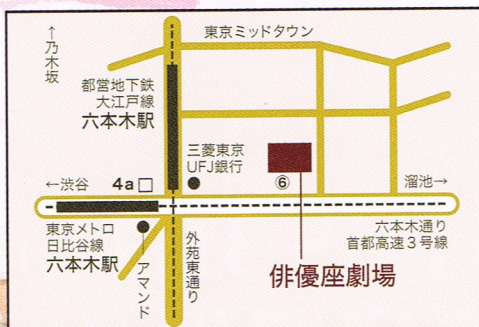 ↑乃木坂
東京ミッドタウン
都営地下鉄
大江戸線
六本木駅
三菱東京
UFJ銀行
←渋谷
4a
⑥
溜池→
東京メトロ
日比谷線
六本木駅
アマンド
外苑東通り
六本木通り
首都高速3号線
俳優座劇場